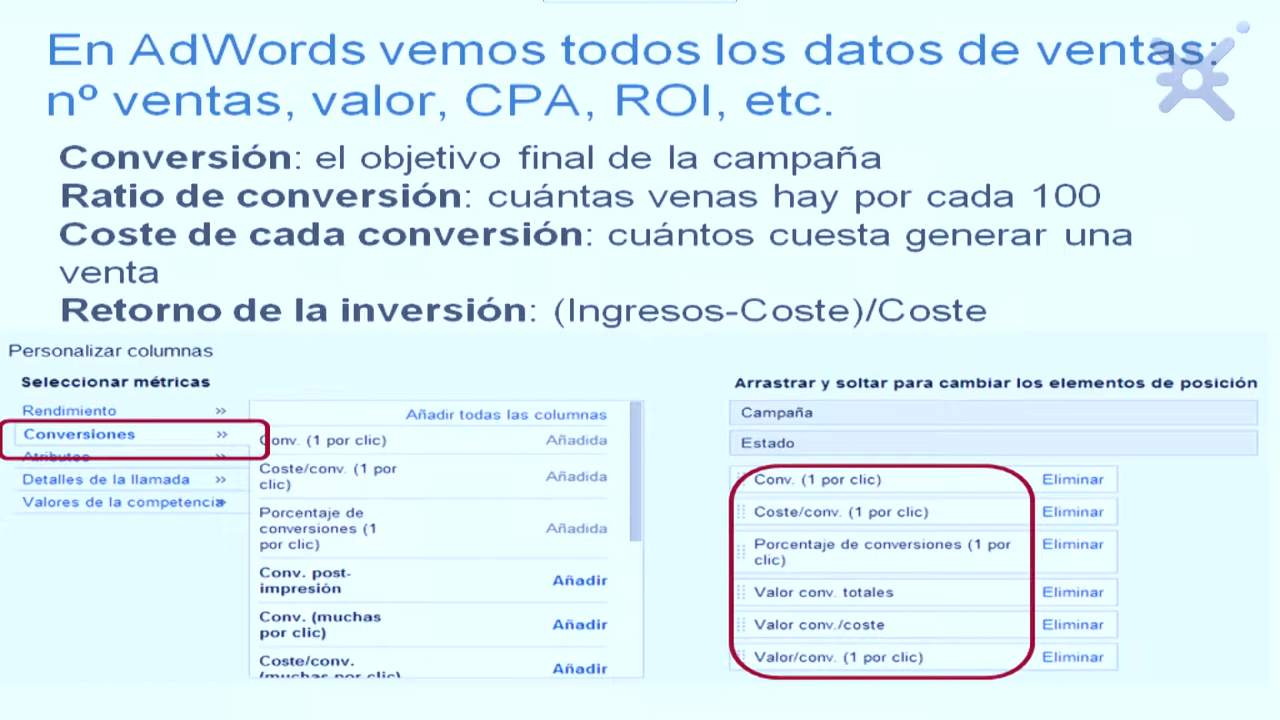 En AdWords vemos todos los datos de ventas:
nº ventas, valor, CPA, ROI, etc.
Conversión: el objetivo final de la campaña
Ratio de conversión: cuántas venas hay por cada 100
Coste de cada conversión: cuántos cuesta generar una
venta
Retorno de la inversión: (Ingresos-Coste)/Coste
Personalizar columnas
Seleccionar métricas
Rendimiento »
Conversiones »
Atributos »
Detalles de la llamada »
Valores de la competencia »
Añadir todas las columnas
Conv. (1 por clic) Añadida
Coste/conv. (1 por
clic) Añadida
Porcentaje de
conversiones (1
por clic) Añadida
Conv. post-
impresión Añadir
Conv. (muchas
por clic) Añadir
Coste/conv.
(muchas por clic) Añadir
Arrastrar y soltar para cambiar los elementos de posición
Campaña
Estado
Conv. (1 por clic) Eliminar
Coste/conv. (1 por clic) Eliminar
Porcentaje de conversiones (1 por
clic) Eliminar
Valor conv. totales Eliminar
Valor conv./coste Eliminar
Valor/conv. (1 por clic) Eliminar